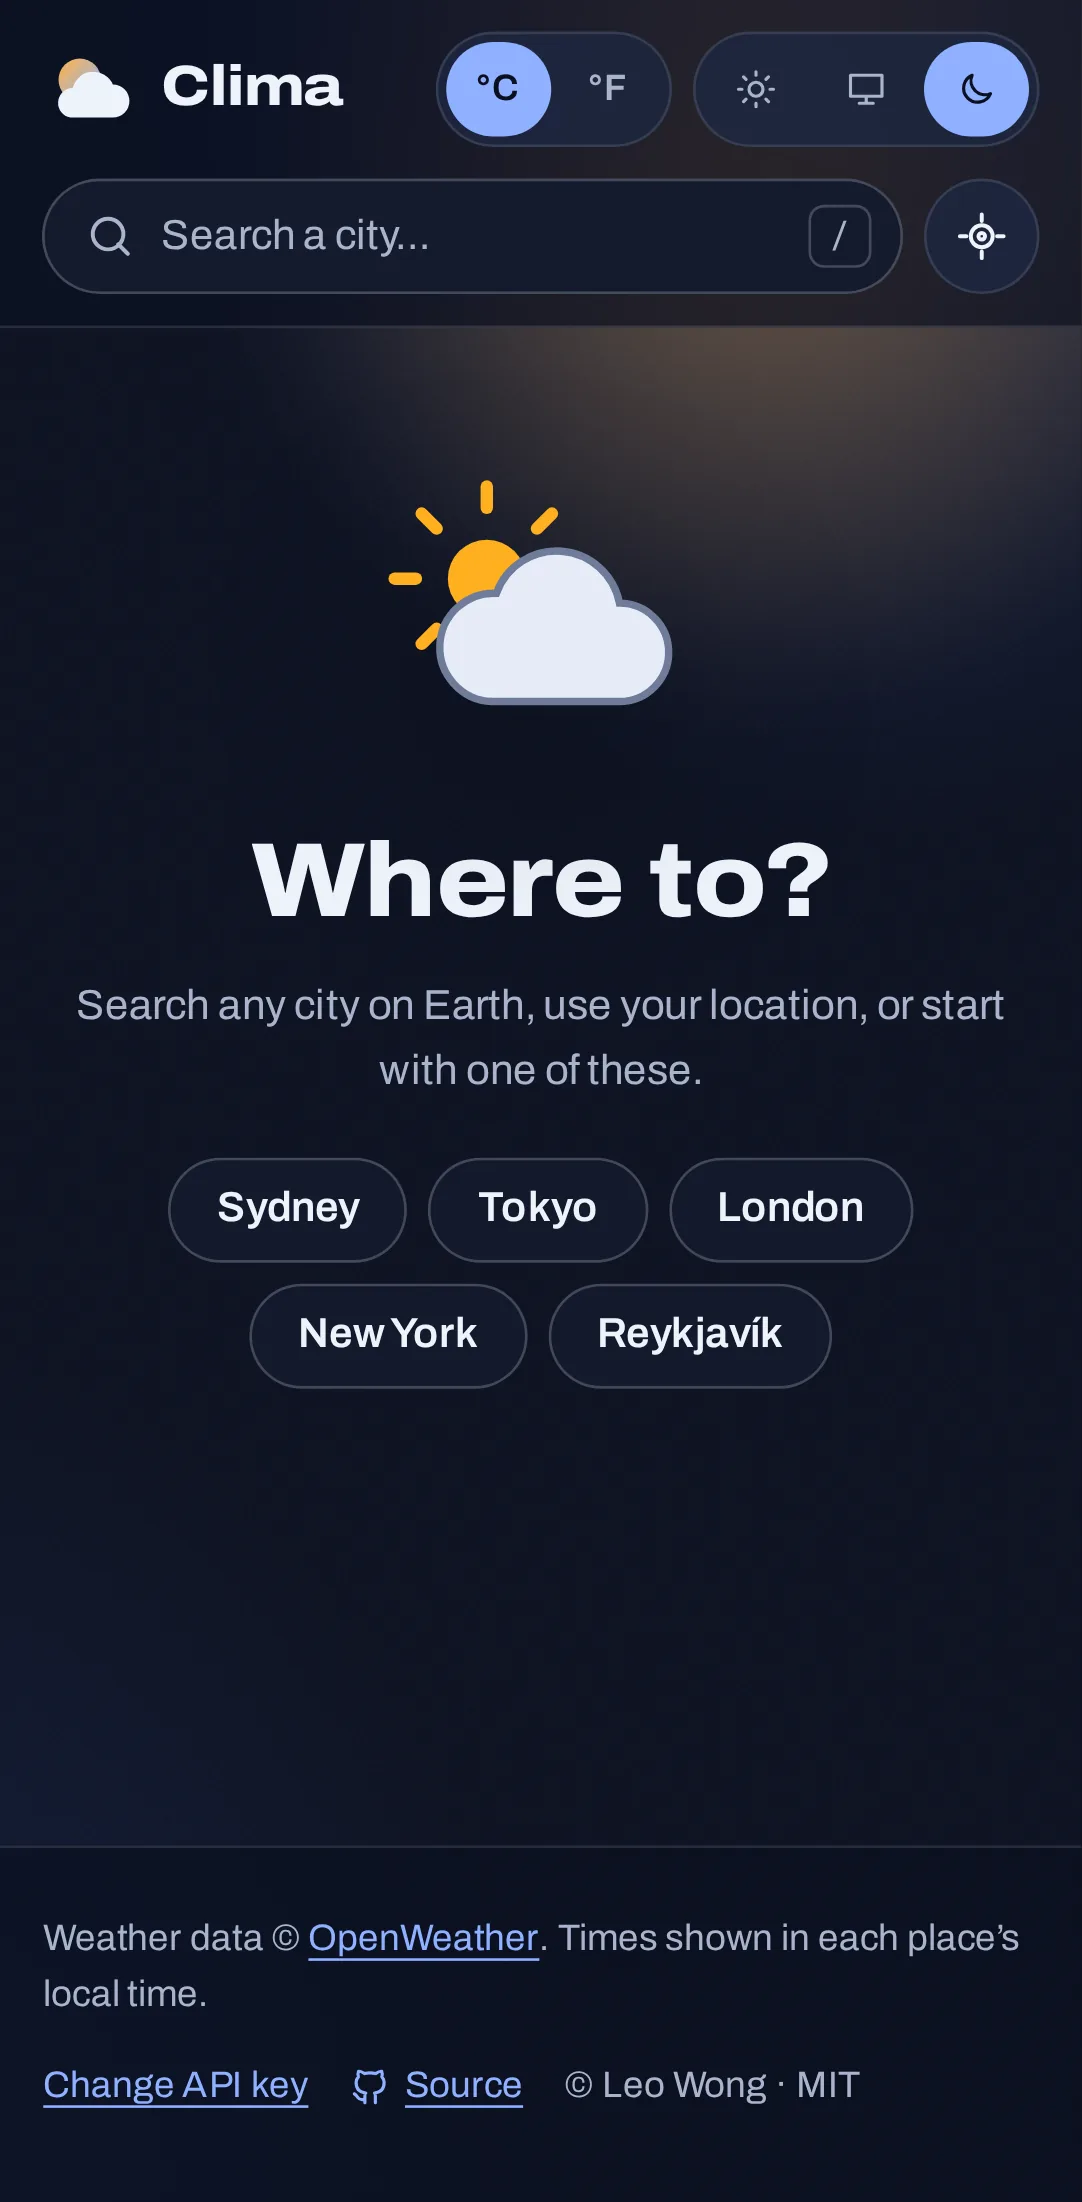 Clima
°C °F
Search a city... /
Where to?
Search any city on Earth, use your location, or start
with one of these.
Sydney Tokyo London
New York Reykjavík
Weather data © OpenWeather. Times shown in each place’s
local time.
Change API key Source © Leo Wong · MIT